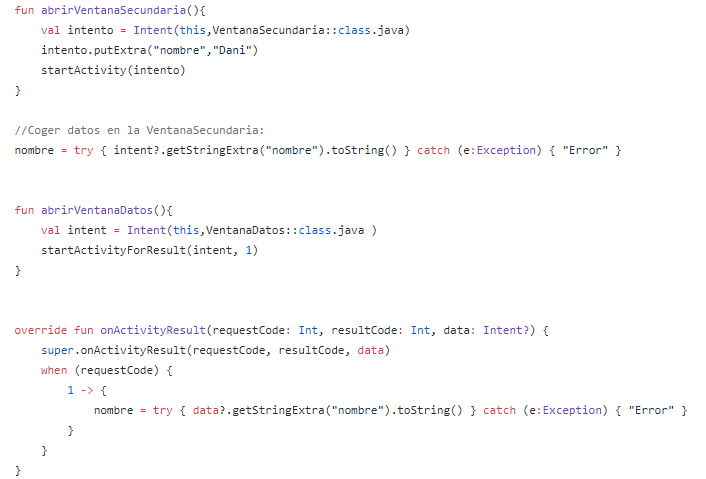 fun abrirVentanaSecundaria(){
    val intento = Intent(this,VentanaSecundaria::class.java)
    intento.putExtra("nombre","Dani")
    startActivity(intento)
}

//Coger datos en la VentanaSecundaria:
nombre = try { intent?.getStringExtra("nombre").toString() } catch (e:Exception) { "Error" }


fun abrirVentanaDatos(){
    val intent = Intent(this,VentanaDatos::class.java )
    startActivityForResult(intent, 1)
}


override fun onActivityResult(requestCode: Int, resultCode: Int, data: Intent?) {
    super.onActivityResult(requestCode, resultCode, data)
    when (requestCode) {
        1 -> {
            nombre = try { data?.getStringExtra("nombre").toString() } catch (e:Exception) { "Error" }
        }
    }
}